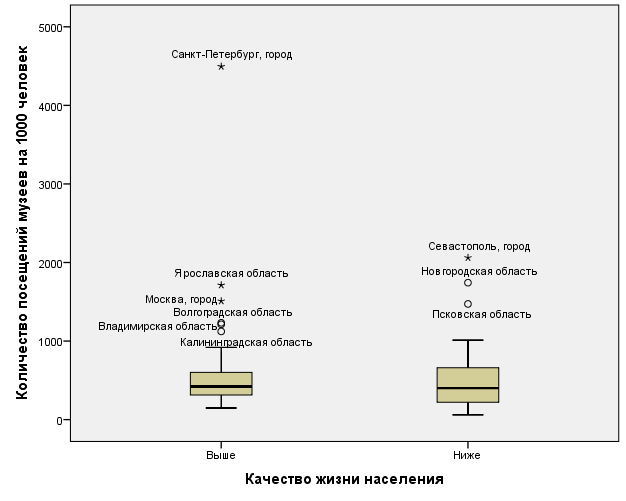 Количество посещений музеев на 1000 человек
5000
4000
3000
2000
1000
0
Санкт-Петербург, город
Ярославская область
Москва, город
Волгоградская область
Владимирская область
Калининградская область
Севастополь, город
Новгородская область
Псковская область
Выше
Ниже
Качество жизни населения